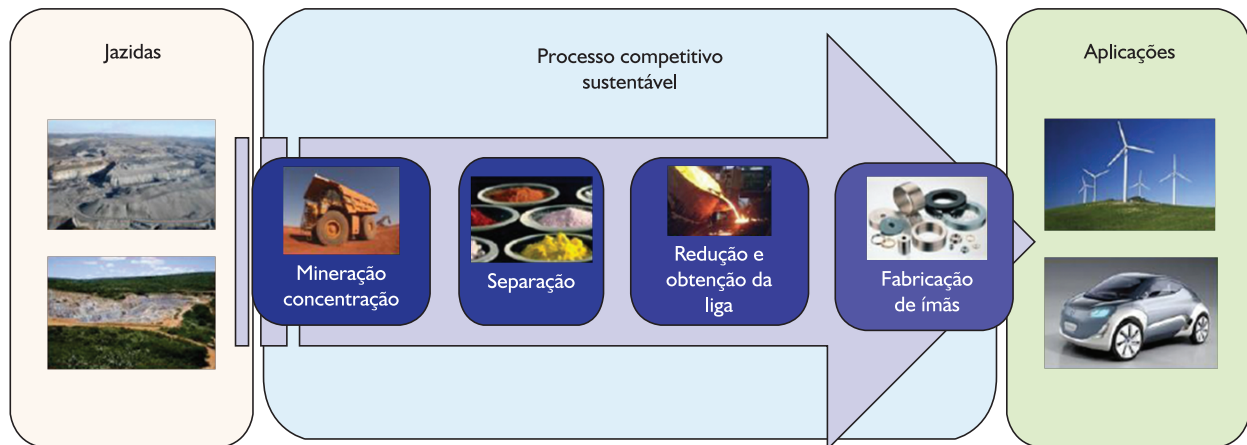 Jazidas
Processo competitivo
sustentável
Aplicações
Mineração
concentração
Separação
Redução e
obtenção da
liga
Fabricação
de ímãs